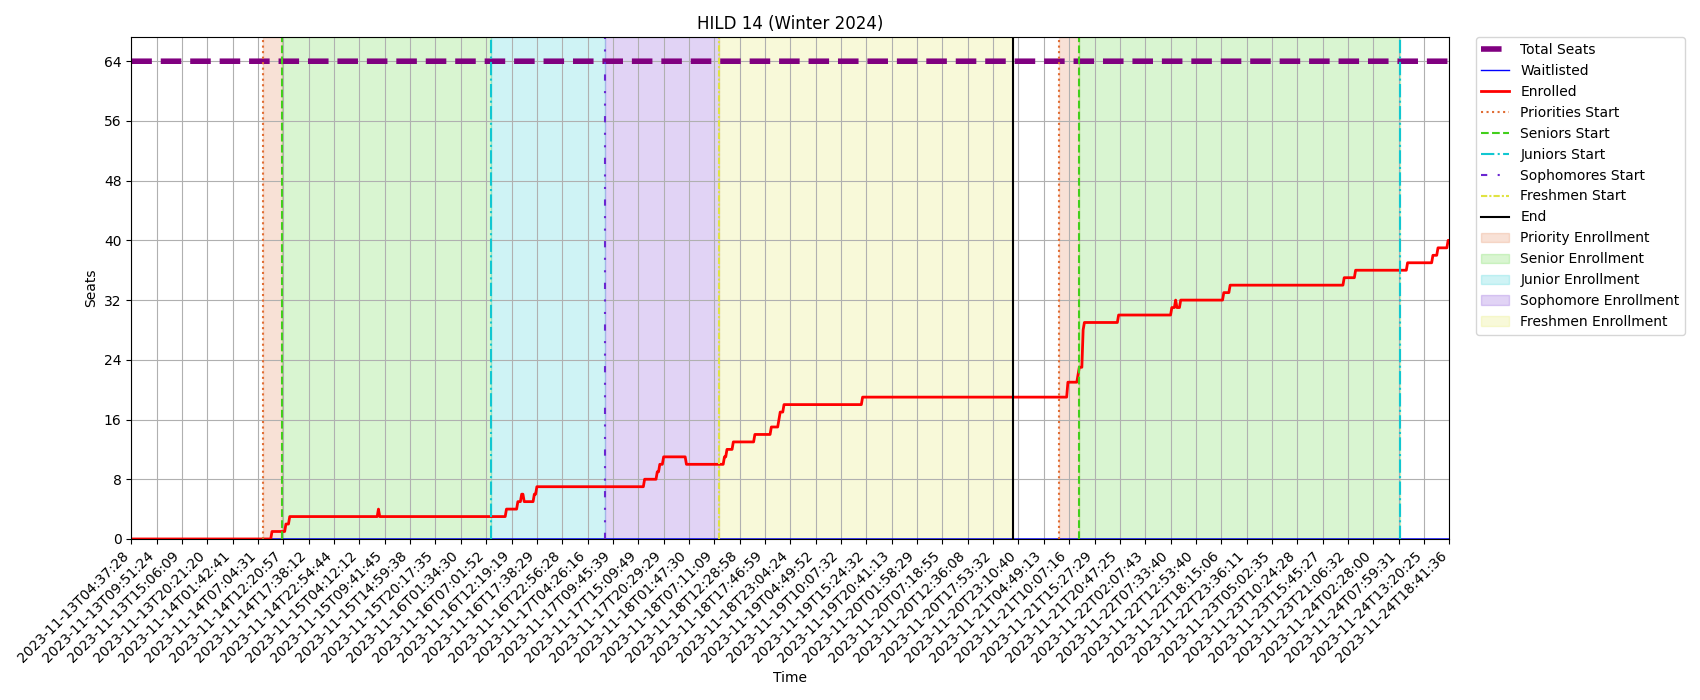 HILD 14 (Winter 2024)
Seats
64
56
48
40
32
24
16
8
0
2023-11-13T04:37:28
2023-11-13T09:51:24
2023-11-13T15:06:09
2023-11-13T20:21:20
2023-11-14T01:42:41
2023-11-14T07:04:31
2023-11-14T12:20:57
2023-11-14T17:38:12
2023-11-14T22:54:44
2023-11-15T04:12:12
2023-11-15T09:41:45
2023-11-15T14:59:38
2023-11-15T20:17:35
2023-11-16T01:34:30
2023-11-16T07:01:52
2023-11-16T12:19:19
2023-11-16T17:38:29
2023-11-16T22:56:28
2023-11-17T04:26:16
2023-11-17T09:45:39
2023-11-17T15:09:49
2023-11-17T20:29:29
2023-11-18T01:47:30
2023-11-18T07:11:09
2023-11-18T12:28:58
2023-11-18T17:46:59
2023-11-18T23:04:24
2023-11-19T04:49:52
2023-11-19T10:07:32
2023-11-19T15:24:32
2023-11-19T20:41:13
2023-11-20T01:58:29
2023-11-20T07:18:55
2023-11-20T12:36:08
2023-11-20T17:53:32
2023-11-20T23:10:40
2023-11-21T04:49:13
2023-11-21T10:07:16
2023-11-21T15:27:29
2023-11-21T20:47:25
2023-11-22T02:07:43
2023-11-22T07:33:40
2023-11-22T12:53:40
2023-11-22T18:15:06
2023-11-22T23:36:11
2023-11-23T05:02:35
2023-11-23T10:24:28
2023-11-23T15:45:27
2023-11-23T21:06:32
2023-11-24T02:28:00
2023-11-24T07:59:31
2023-11-24T13:20:25
2023-11-24T18:41:36
Time
Total Seats
Waitlisted
Enrolled
Priorities Start
Seniors Start
Juniors Start
Sophomores Start
Freshmen Start
End
Priority Enrollment
Senior Enrollment
Junior Enrollment
Sophomore Enrollment
Freshmen Enrollment